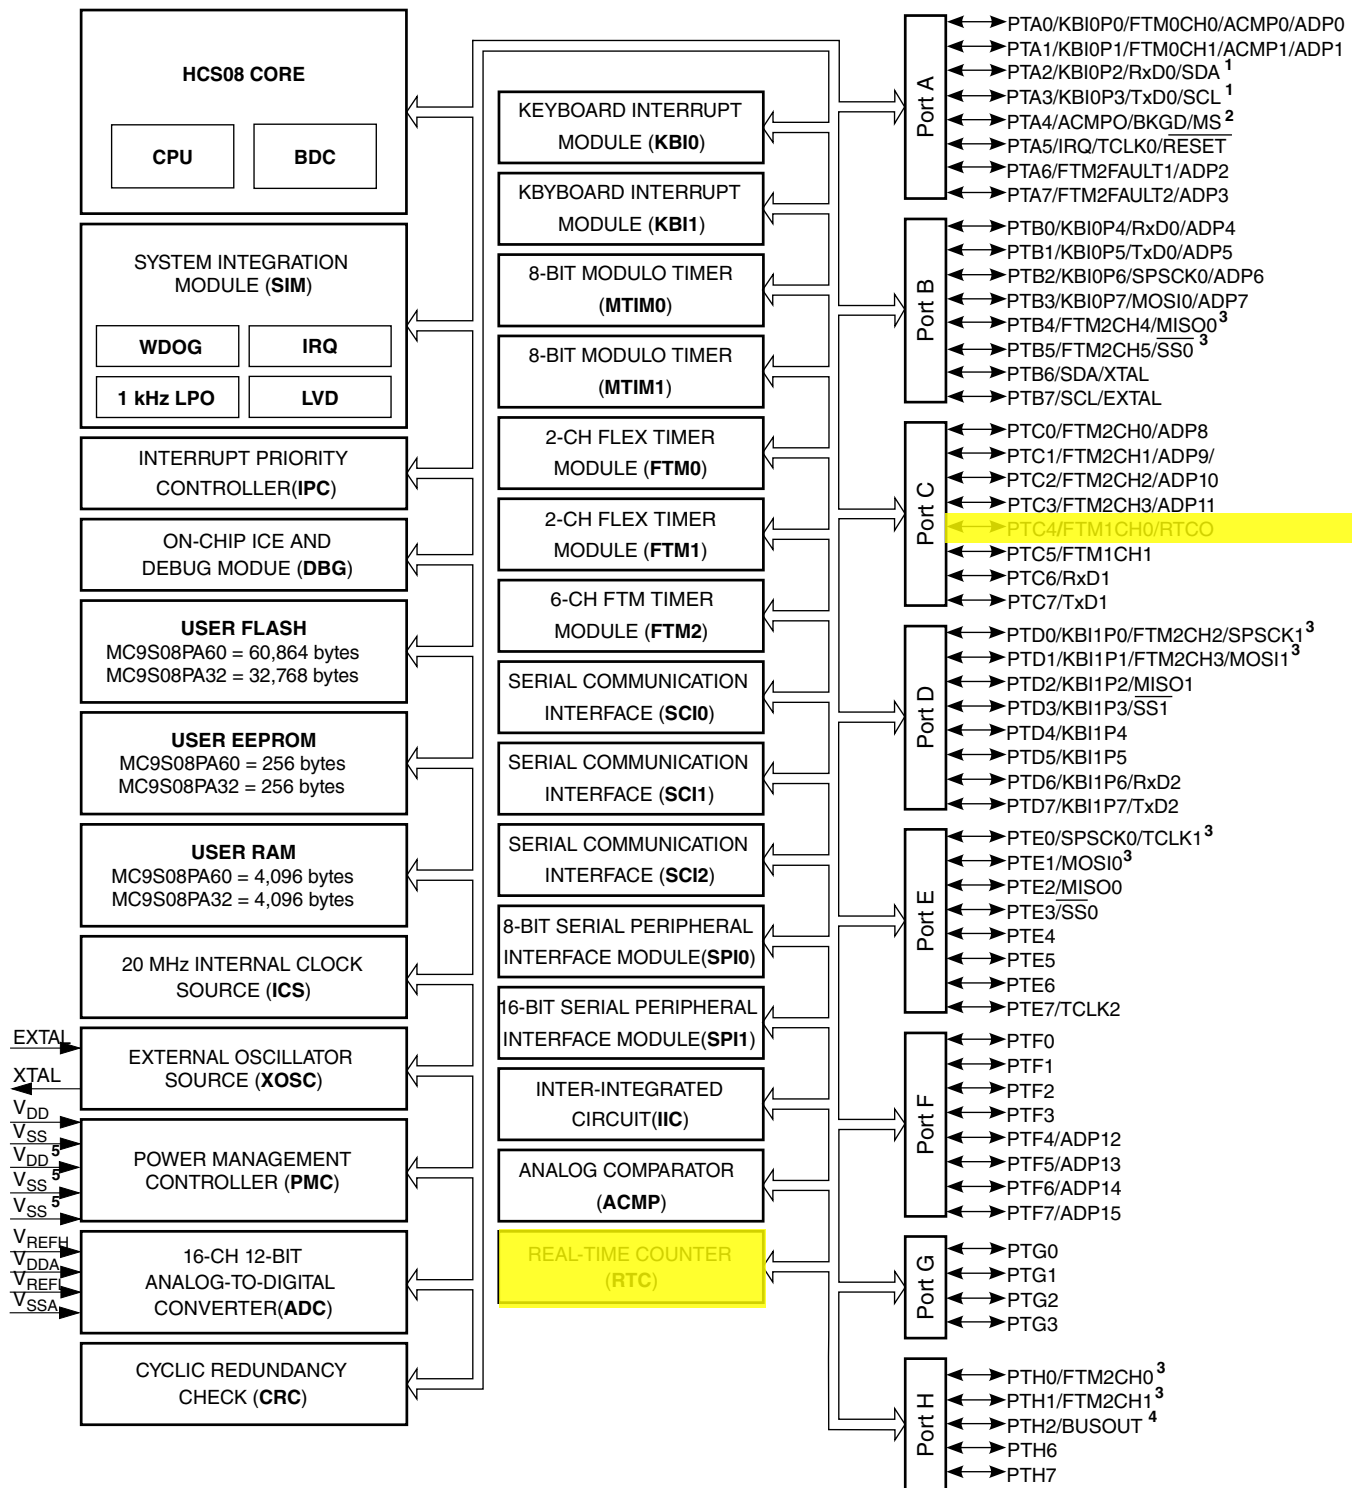 HCS08 CORE
CPU
BDC
SYSTEM INTEGRATION
MODULE (SIM)
WDOG
IRQ
1 kHz LPO
LVD
INTERRUPT PRIORITY
CONTROLLER(IPC)
ON-CHIP ICE AND
DEBUG MODUE (DBG)
USER FLASH
MC9S08PA60 = 60,864 bytes
MC9S08PA32 = 32,768 bytes
USER EEPROM
MC9S08PA60 = 256 bytes
MC9S08PA32 = 256 bytes
USER RAM
MC9S08PA60 = 4,096 bytes
MC9S08PA32 = 4,096 bytes
20 MHz INTERNAL CLOCK
SOURCE (ICS)
EXTAL
XTAL
EXTERNAL OSCILLATOR
SOURCE (XOSC)
VDD
VSS
VDD 5
VSS 5
VSS 5
POWER MANAGEMENT
CONTROLLER (PMC)
VREFH
VDDA
VREFL
VSSA
16-CH 12-BIT
ANALOG-TO-DIGITAL
CONVERTER(ADC)
CYCLIC REDUNDANCY
CHECK (CRC)
KEYBOARD INTERRUPT
MODULE (KBI0)
KBYBOARD INTERRUPT
MODULE (KBI1)
8-BIT MODULO TIMER
(MTIM0)
8-BIT MODULO TIMER
(MTIM1)
2-CH FLEX TIMER
MODULE (FTM0)
2-CH FLEX TIMER
MODULE (FTM1)
6-CH FTM TIMER
MODULE (FTM2)
SERIAL COMMUNICATION
INTERFACE (SCI0)
SERIAL COMMUNICATION
INTERFACE (SCI1)
SERIAL COMMUNICATION
INTERFACE (SCI2)
8-BIT SERIAL PERIPHERAL
INTERFACE MODULE(SPI0)
16-BIT SERIAL PERIPHERAL
INTERFACE MODULE(SPI1)
INTER-INTEGRATED
CIRCUIT(IIC)
ANALOG COMPARATOR
(ACMP)
REAL-TIME COUNTER
(RTC)
Port A
PTA0/KBI0P0/FTM0CH0/ACMP0/ADP0
PTA1/KBI0P1/FTM0CH1/ACMP1/ADP1
PTA2/KBI0P2/RxD0/SDA 1
PTA3/KBI0P3/TxD0/SCL 1
PTA4/ACMPO/BKGD/MS 2
PTA5/IRQ/TCLK0/RESET
PTA6/FTM2FAULT1/ADP2
PTA7/FTM2FAULT2/ADP3
Port B
PTB0/KBI0P4/RxD0/ADP4
PTB1/KBI0P5/TxD0/ADP5
PTB2/KBI0P6/SPSCK0/ADP6
PTB3/KBI0P7/MOSI0/ADP7
PTB4/FTM2CH4/MISO0 3
PTB5/FTM2CH5/SS0 3
PTB6/SDA/XTAL
PTB7/SCL/EXTAL
Port C
PTC0/FTM2CH0/ADP8
PTC1/FTM2CH1/ADP9/
PTC2/FTM2CH2/ADP10
PTC3/FTM2CH3/ADP11
PTC4/FTM1CH0/RTCO
PTC5/FTM1CH1
PTC6/RxD1
PTC7/TxD1
Port D
PTD0/KBI1P0/FTM2CH2/SPSCK1 3
PTD1/KBI1P1/FTM2CH3/MOSI1 3
PTD2/KBI1P2/MISO1
PTD3/KBI1P3/SS1
PTD4/KBI1P4
PTD5/KBI1P5
PTD6/KBI1P6/RxD2
PTD7/KBI1P7/TxD2
Port E
PTE0/SPSCK0/TCLK1 3
PTE1/MOSI0 3
PTE2/MISO0
PTE3/SS0
PTE4
PTE5
PTE6
PTE7/TCLK2
Port F
PTF0
PTF1
PTF2
PTF3
PTF4/ADP12
PTF5/ADP13
PTF6/ADP14
PTF7/ADP15
Port G
PTG0
PTG1
PTG2
PTG3
Port H
PTH0/FTM2CH0 3
PTH1/FTM2CH1 3
PTH2/BUSOUT 4
PTH6
PTH7